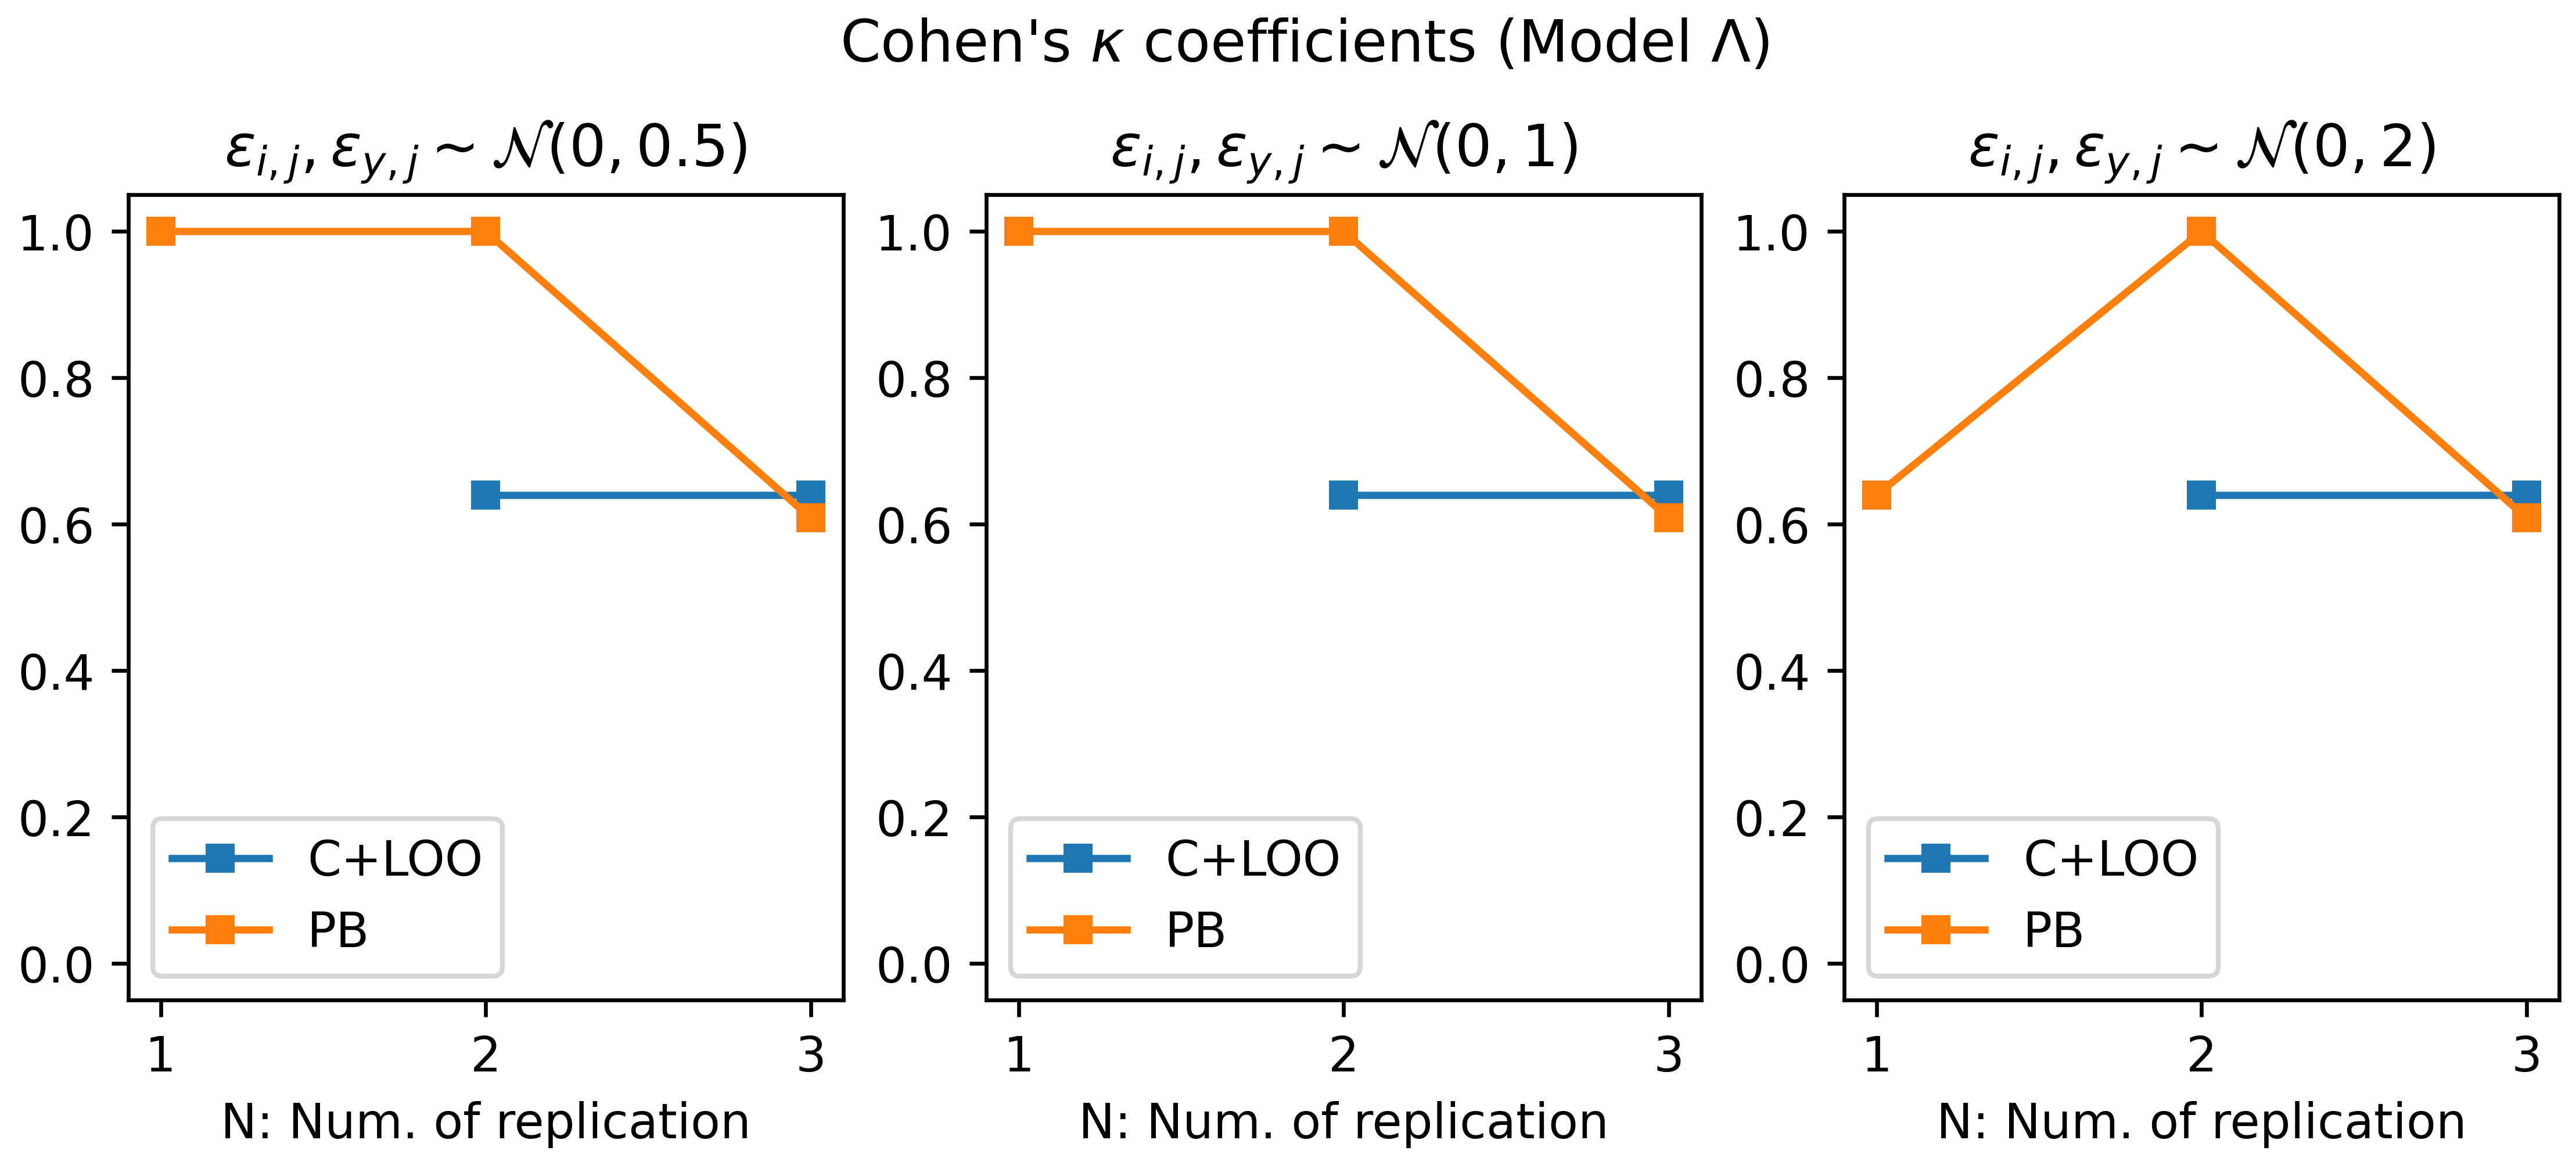 Cohen's κ coefficients (Model Λ)
ε_{i,j}, ε_{y,j} ∼ 𝒩(0, 0.5)
1.0
0.8
0.6
0.4
0.2
0.0
C+LOO
PB
1 2 3
N: Num. of replication
ε_{i,j}, ε_{y,j} ∼ 𝒩(0, 1)
1.0
0.8
0.6
0.4
0.2
0.0
C+LOO
PB
1 2 3
N: Num. of replication
ε_{i,j}, ε_{y,j} ∼ 𝒩(0, 2)
1.0
0.8
0.6
0.4
0.2
0.0
C+LOO
PB
1 2 3
N: Num. of replication